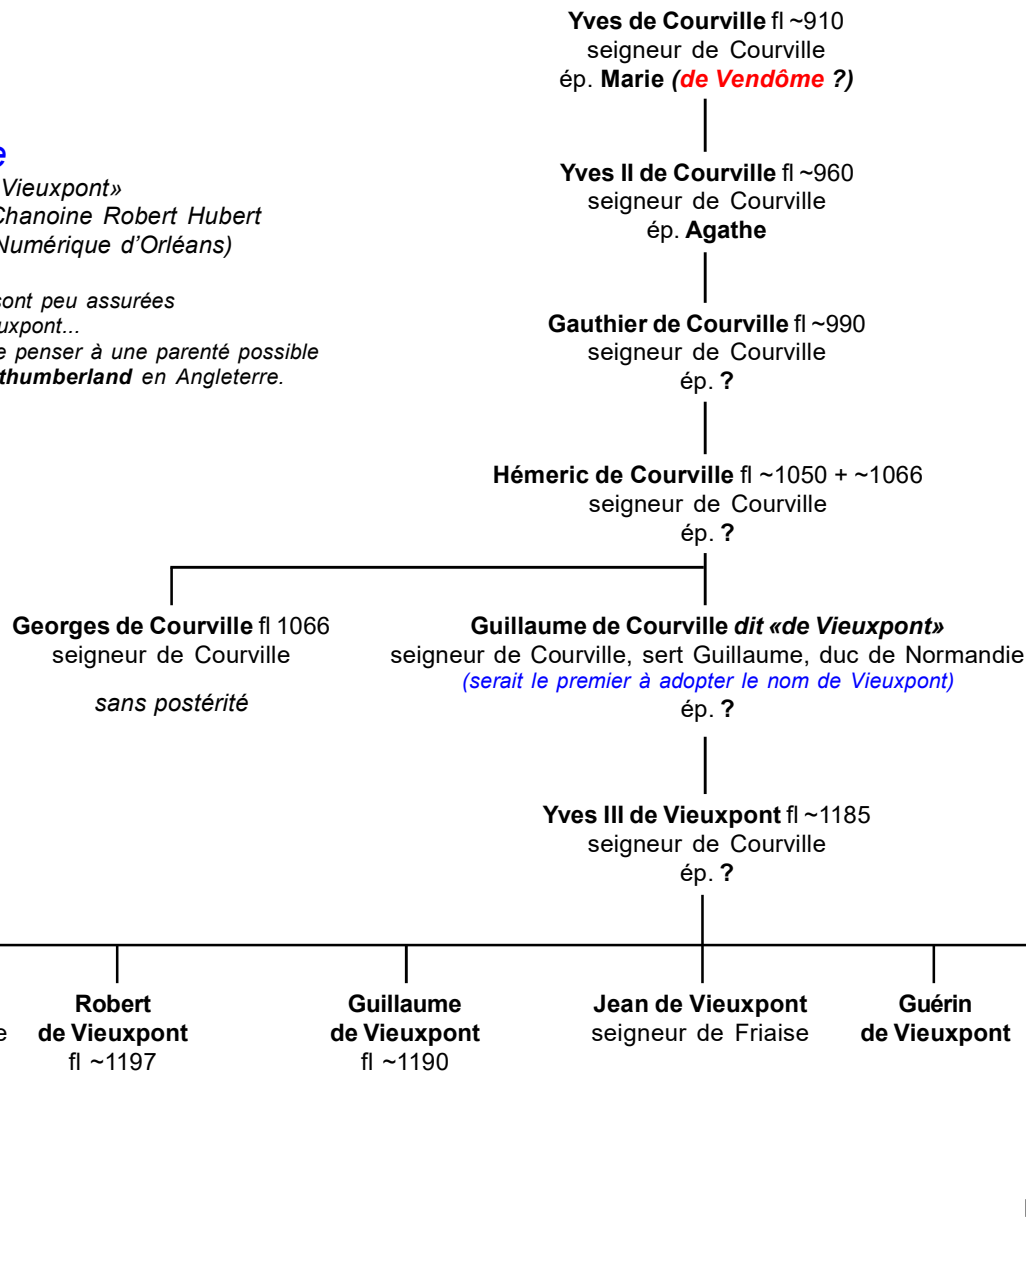 Yves de Courville fl ~910
seigneur de Courville
ép. Marie (de Vendôme ?)
e
Vieuxpont»
Chanoine Robert Hubert
Numérique d'Orléans)
sont peu assurées
uxpont...
e penser à une parenté possible
thumberland en Angleterre.
Yves II de Courville fl ~960
seigneur de Courville
ép. Agathe
Gauthier de Courville fl ~990
seigneur de Courville
ép. ?
Hémeric de Courville fl ~1050 + ~1066
seigneur de Courville
ép. ?
Georges de Courville fl 1066
seigneur de Courville
sans postérité
Guillaume de Courville dit «de Vieuxpont»
seigneur de Courville, sert Guillaume, duc de Normandie
(serait le premier à adopter le nom de Vieuxpont)
ép. ?
Yves III de Vieuxpont fl ~1185
seigneur de Courville
ép. ?
e
Robert
de Vieuxpont
fl ~1197
Guillaume
de Vieuxpont
fl ~1190
Jean de Vieuxpont
seigneur de Friaise
Guérin
de Vieuxpont